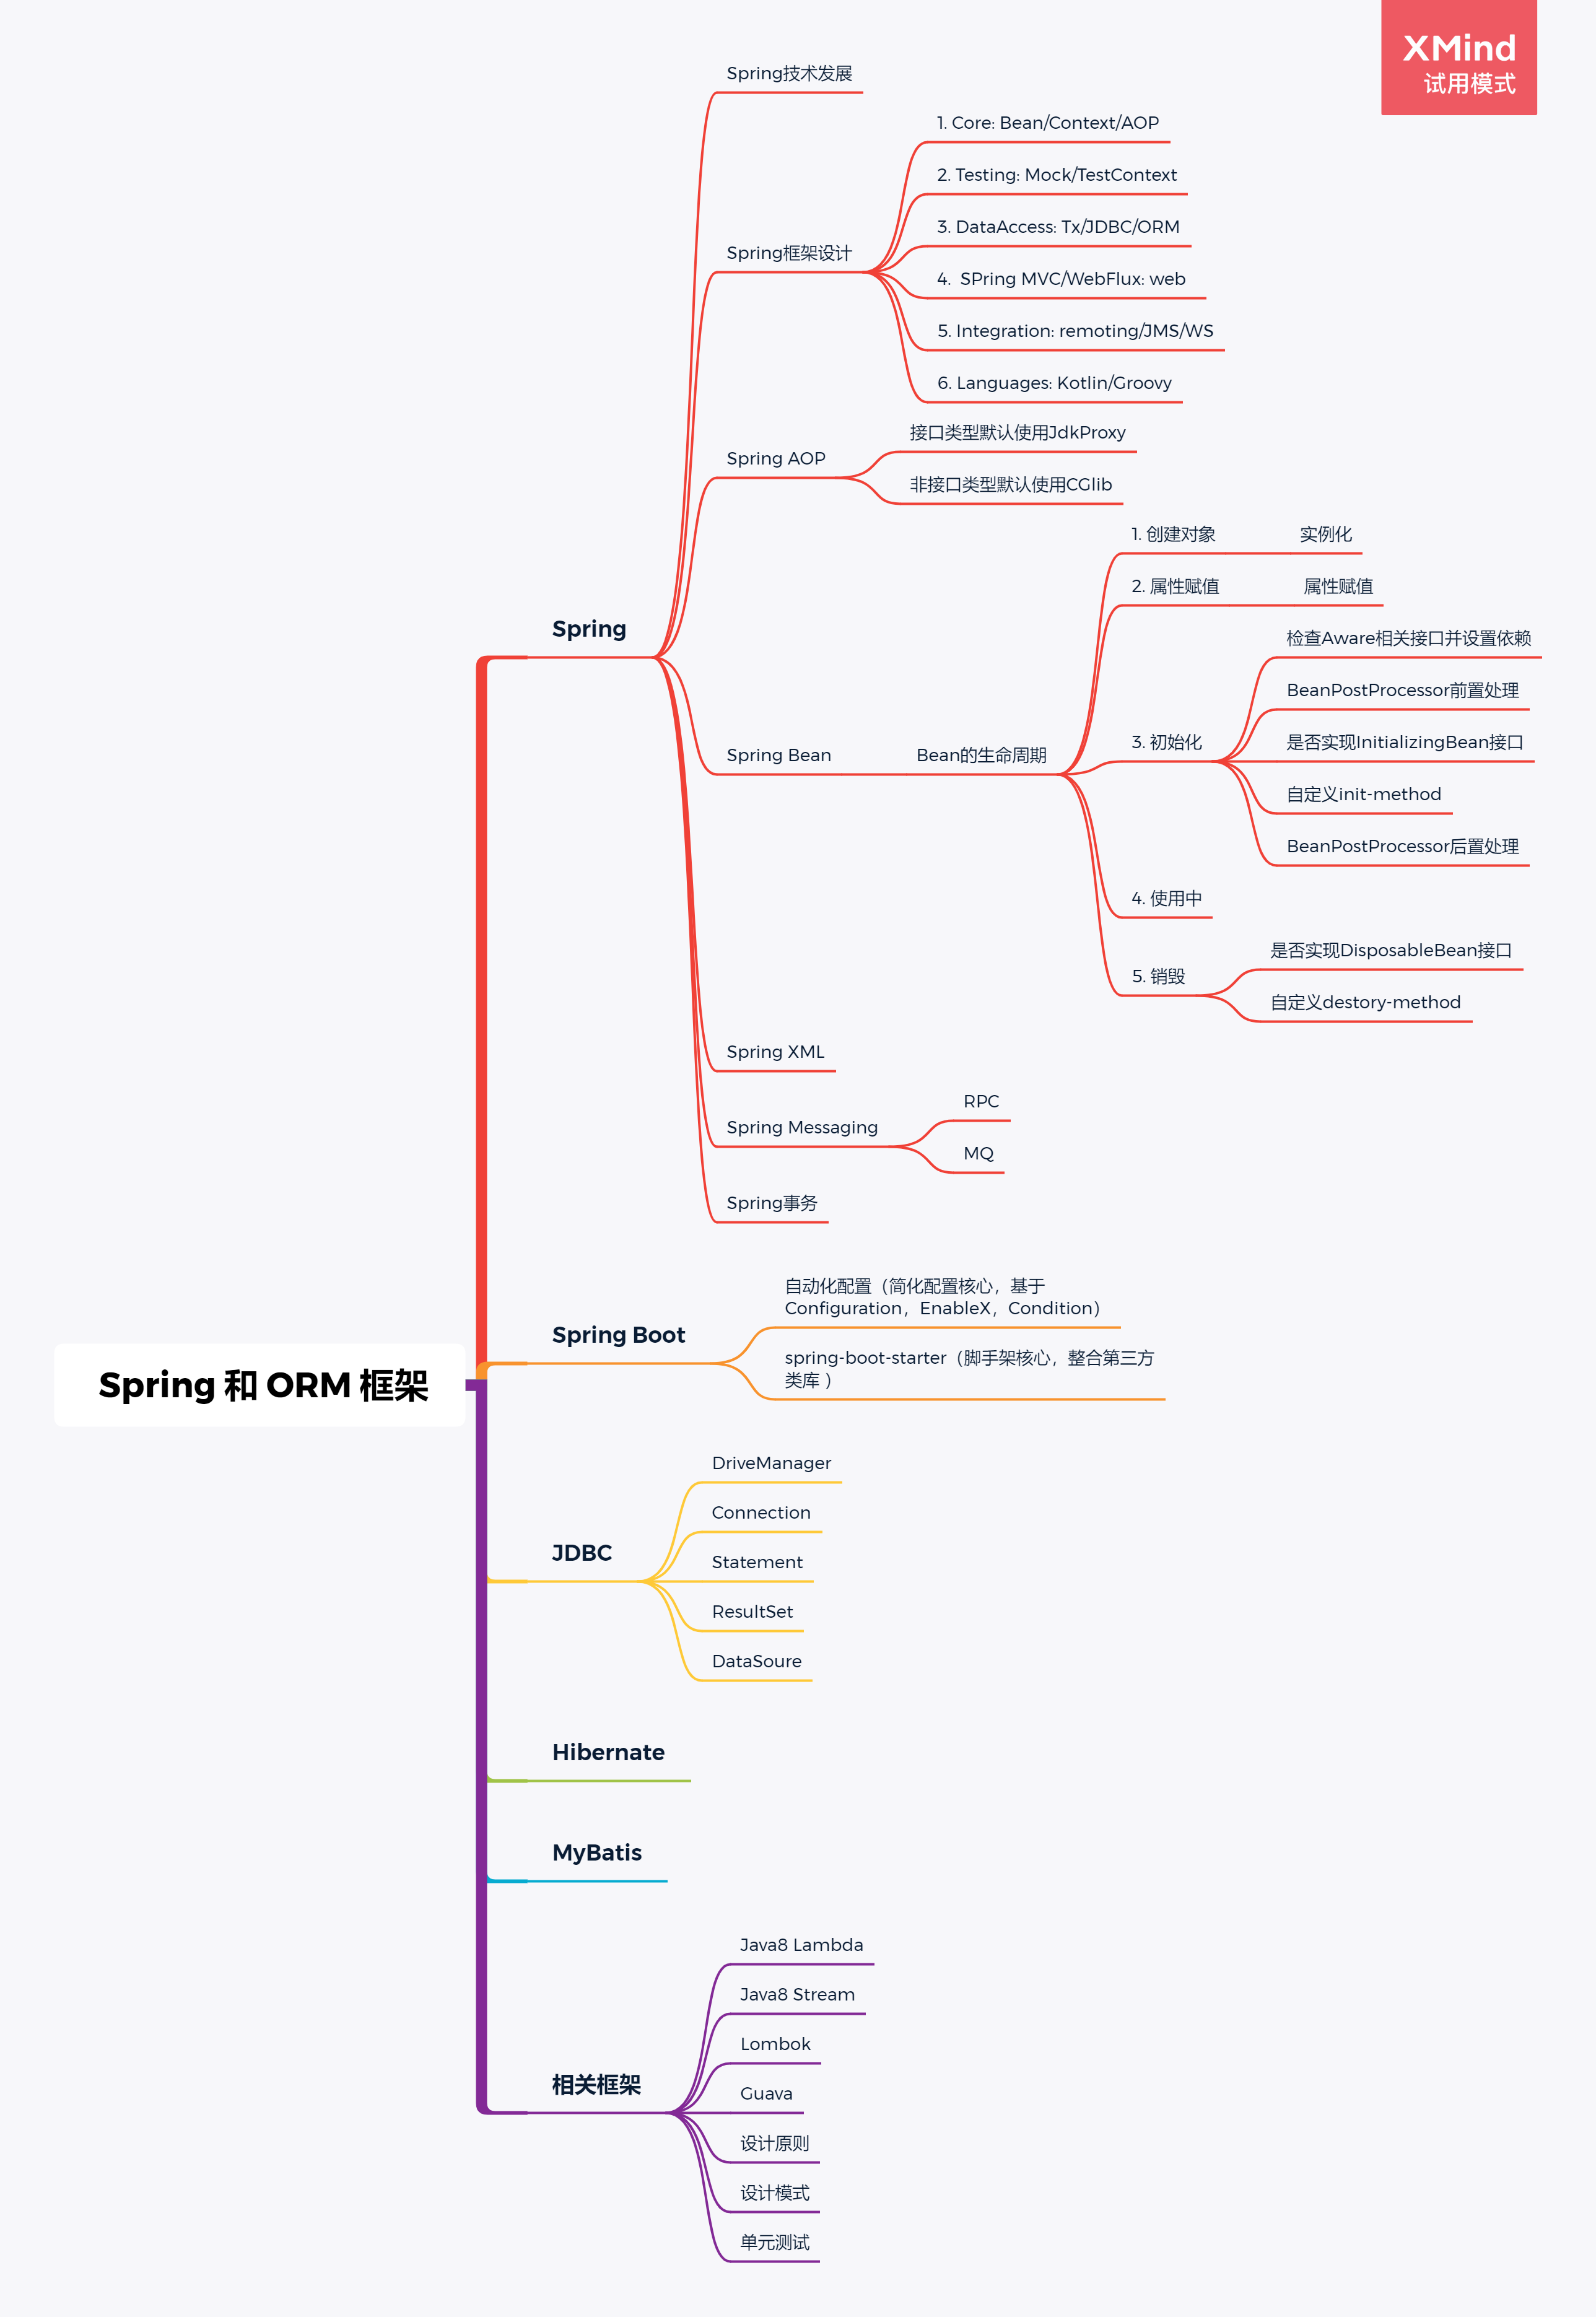 XMind
试用模式
Spring 和 ORM 框架
Spring
Spring技术发展
Spring框架设计
1. Core: Bean/Context/AOP
2. Testing: Mock/TestContext
3. DataAccess: Tx/JDBC/ORM
4.  SPring MVC/WebFlux: web
5. Integration: remoting/JMS/WS
6. Languages: Kotlin/Groovy
Spring AOP
接口类型默认使用JdkProxy
非接口类型默认使用CGlib
Spring Bean
Bean的生命周期
1. 创建对象
实例化
2. 属性赋值
属性赋值
3. 初始化
检查Aware相关接口并设置依赖
BeanPostProcessor前置处理
是否实现InitializingBean接口
自定义init-method
BeanPostProcessor后置处理
4. 使用中
5. 销毁
是否实现DisposableBean接口
自定义destory-method
Spring XML
Spring Messaging
RPC
MQ
Spring事务
Spring Boot
自动化配置（简化配置核心，基于
Configuration，EnableX，Condition）
spring-boot-starter（脚手架核心，整合第三方
类库 ）
JDBC
DriveManager
Connection
Statement
ResultSet
DataSoure
Hibernate
MyBatis
相关框架
Java8 Lambda
Java8 Stream
Lombok
Guava
设计原则
设计模式
单元测试